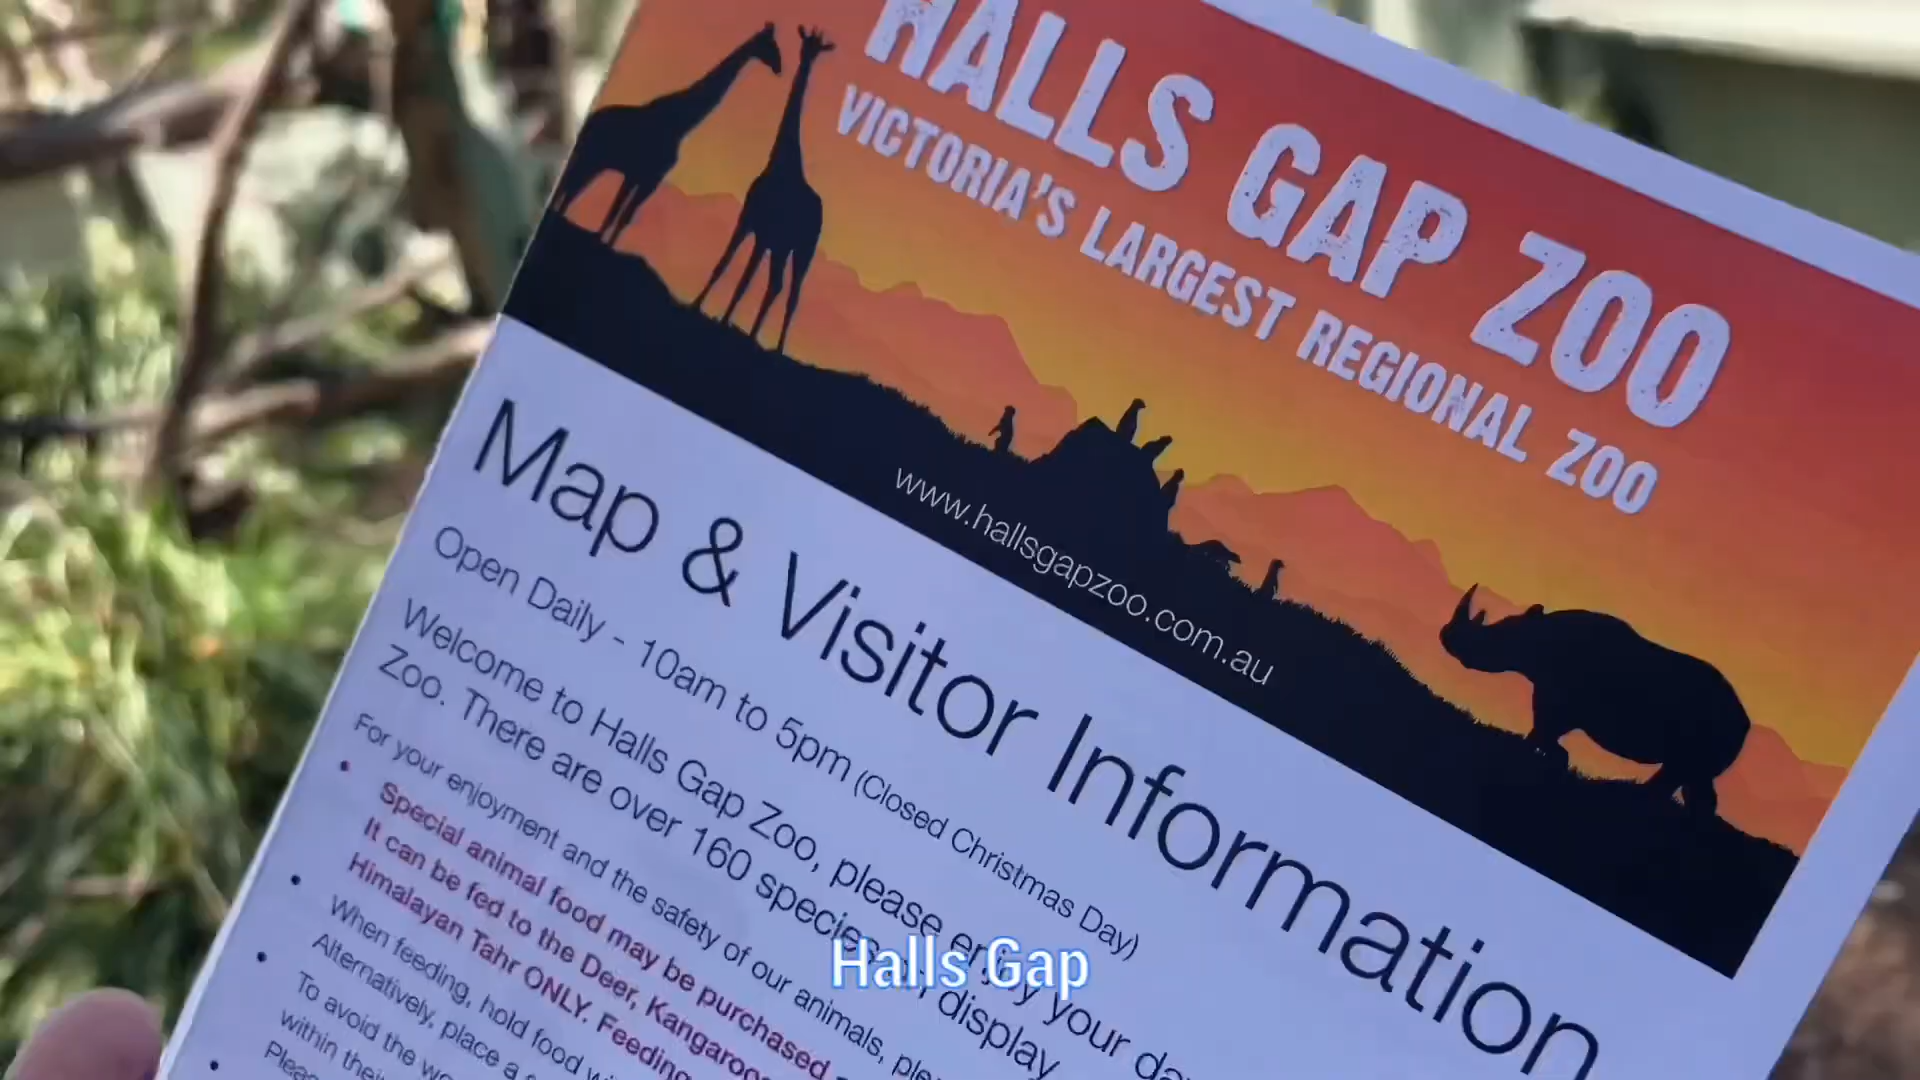 HALLS GAP ZOO
VICTORIA'S LARGEST REGIONAL ZOO
www.hallsgapzoo.com.au
Map & Visitor Information
Open Daily - 10am to 5pm (Closed Christmas Day)
Welcome to Halls Gap Zoo, please enjoy your
Zoo. There are over 160 species on display
For your enjoyment and the safety of our animals,
• Special animal food may be purchased
It can be fed to the Deer,
Himalayan Tahr ONLY. Feeding
• When feeding, hold food
Alternatively, place a
• To avoid the
within
•
Halls Gap